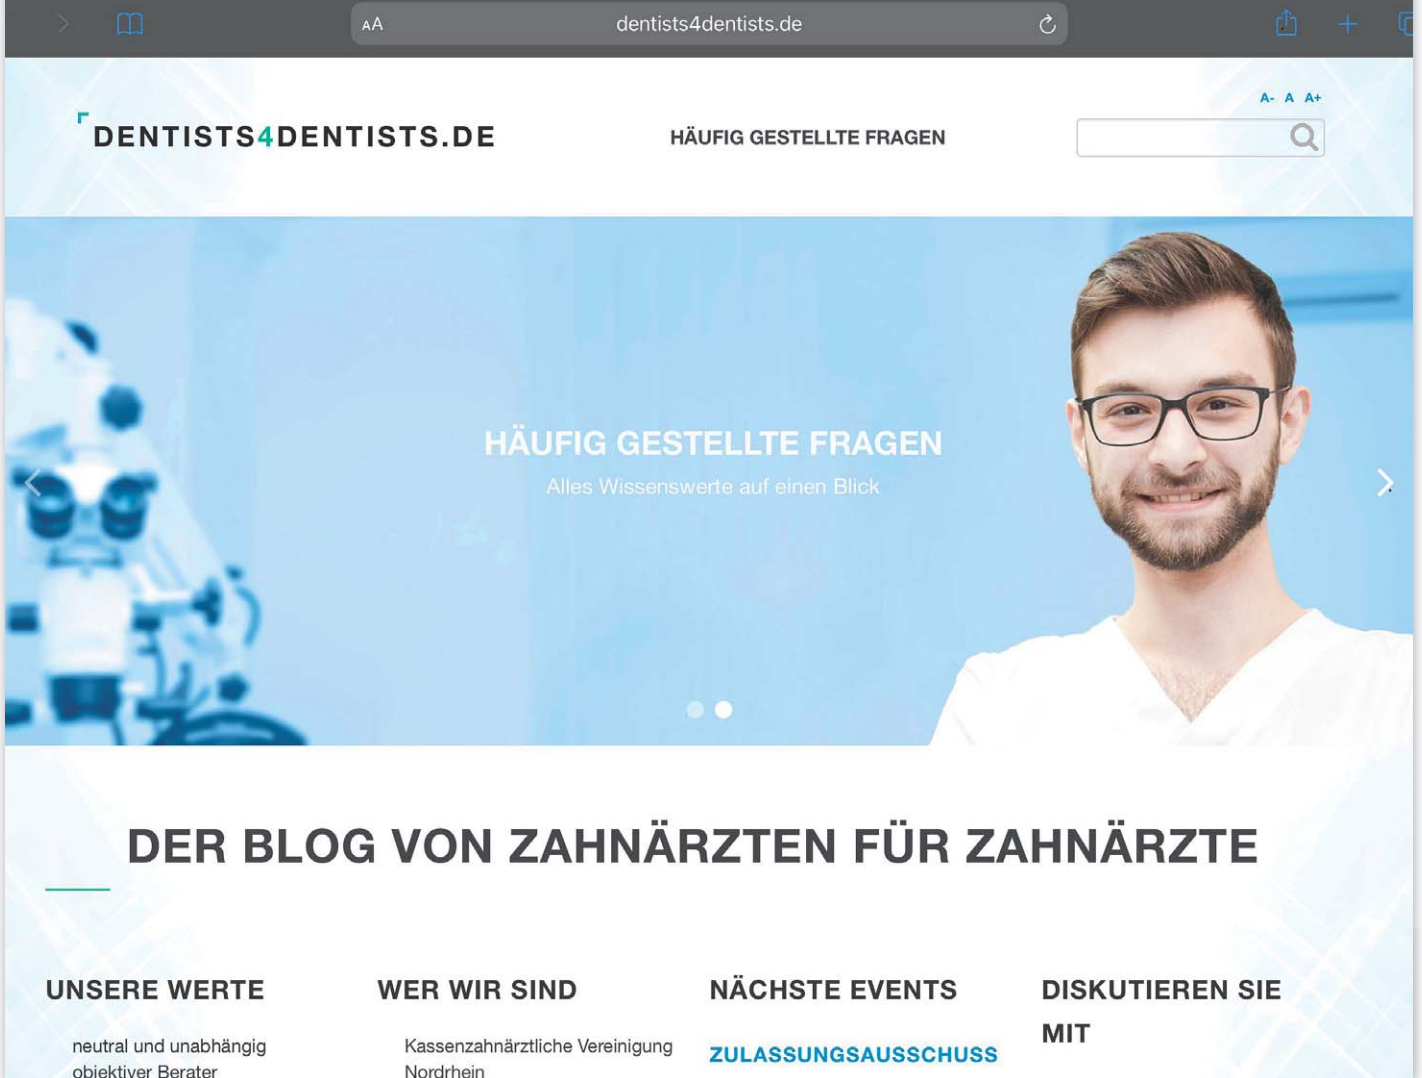 AA
dentists4dentists.de
A- A A+
DENTISTS4DENTISTS.DE
HÄUFIG GESTELLTE FRAGEN
HÄUFIG GESTELLTE FRAGEN
Alles Wissenswerte auf einen Blick
DER BLOG VON ZAHNÄRZTEN FÜR ZAHNÄRZTE
UNSERE WERTE
neutral und unabhängig
objektiver Berater
WER WIR SIND
Kassenzahnärztliche Vereinigung
Nordrhein
NÄCHSTE EVENTS
ZULASSUNGSAUSSCHUSS
DISKUTIEREN SIE
MIT